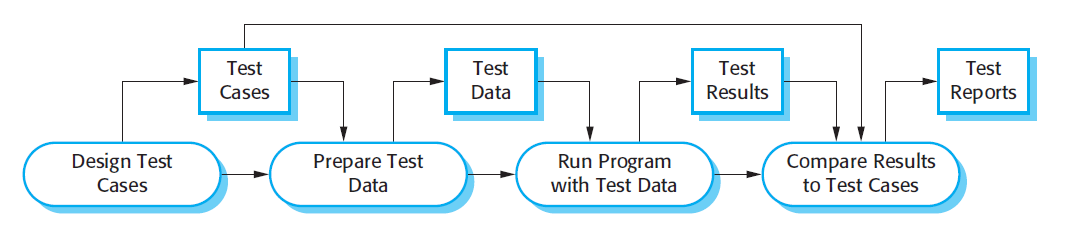 Test
Cases
Test
Data
Test
Results
Test
Reports
Design Test
Cases
Prepare Test
Data
Run Program
with Test Data
Compare Results
to Test Cases